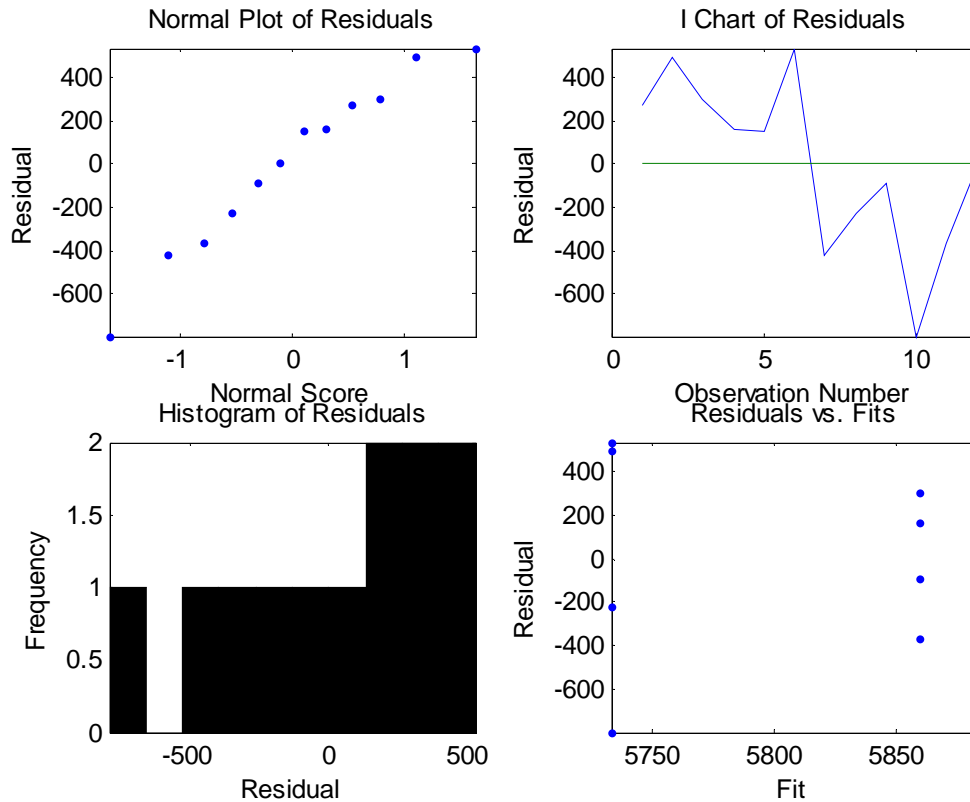 Normal Plot of Residuals
I Chart of Residuals
400
200
0
-200
-400
-600
Residual
-1
0
1
Normal Score
400
200
0
-200
-400
-600
Residual
0
5
10
Observation Number
Histogram of Residuals
Residuals vs. Fits
2
1.5
1
0.5
0
Frequency
-500
0
500
Residual
400
200
0
-200
-400
-600
Residual
5750
5800
5850
Fit